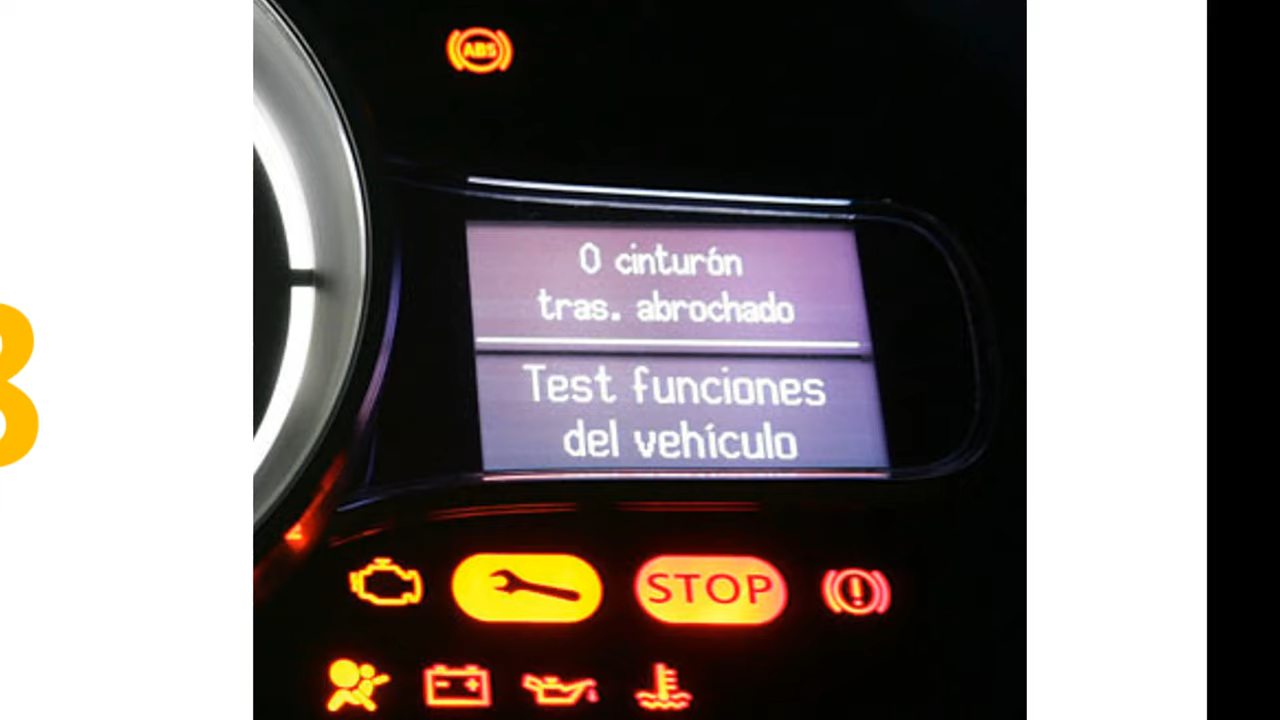 ABS
0 cinturón
tras. abrochado
Test funciones
del vehículo
STOP